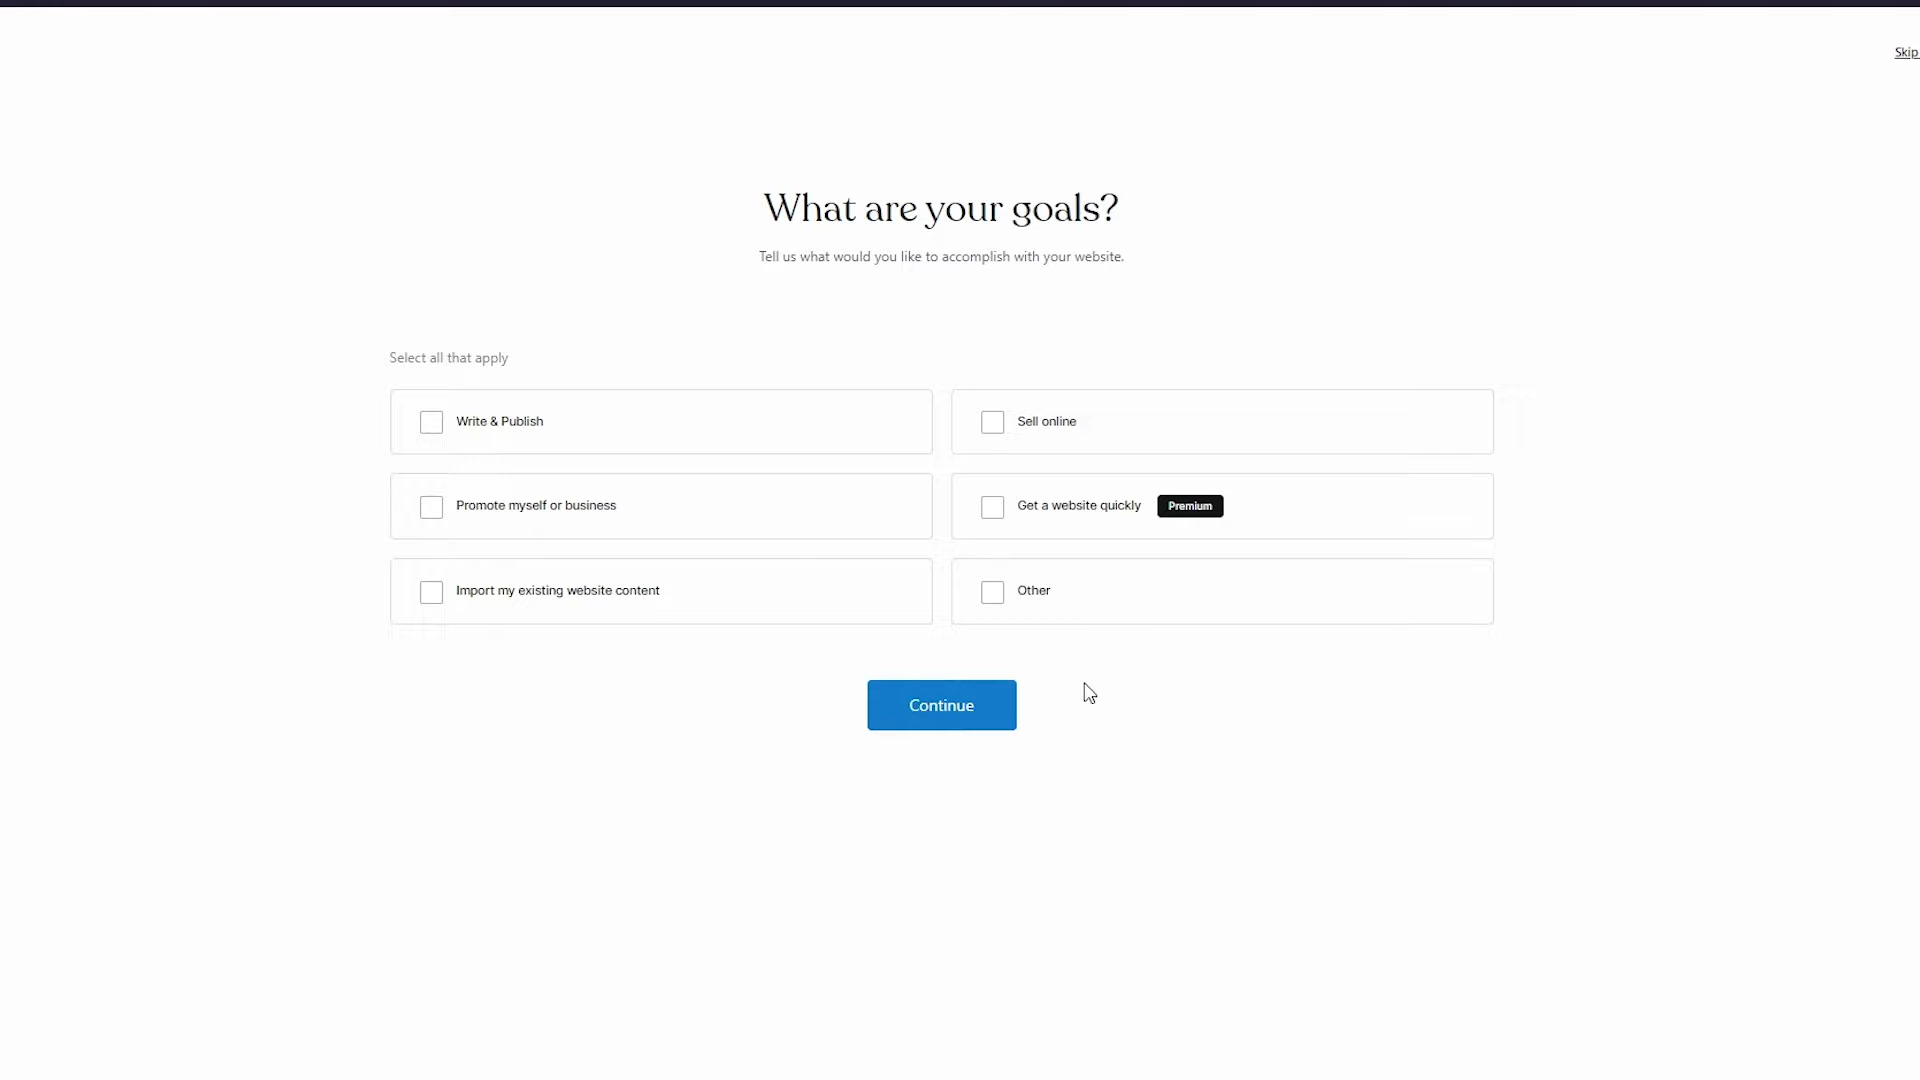 Skip
What are your goals?
Tell us what would you like to accomplish with your website.
Select all that apply
Write & Publish
Sell online
Promote myself or business
Get a website quickly Premium
Import my existing website content
Other
Continue